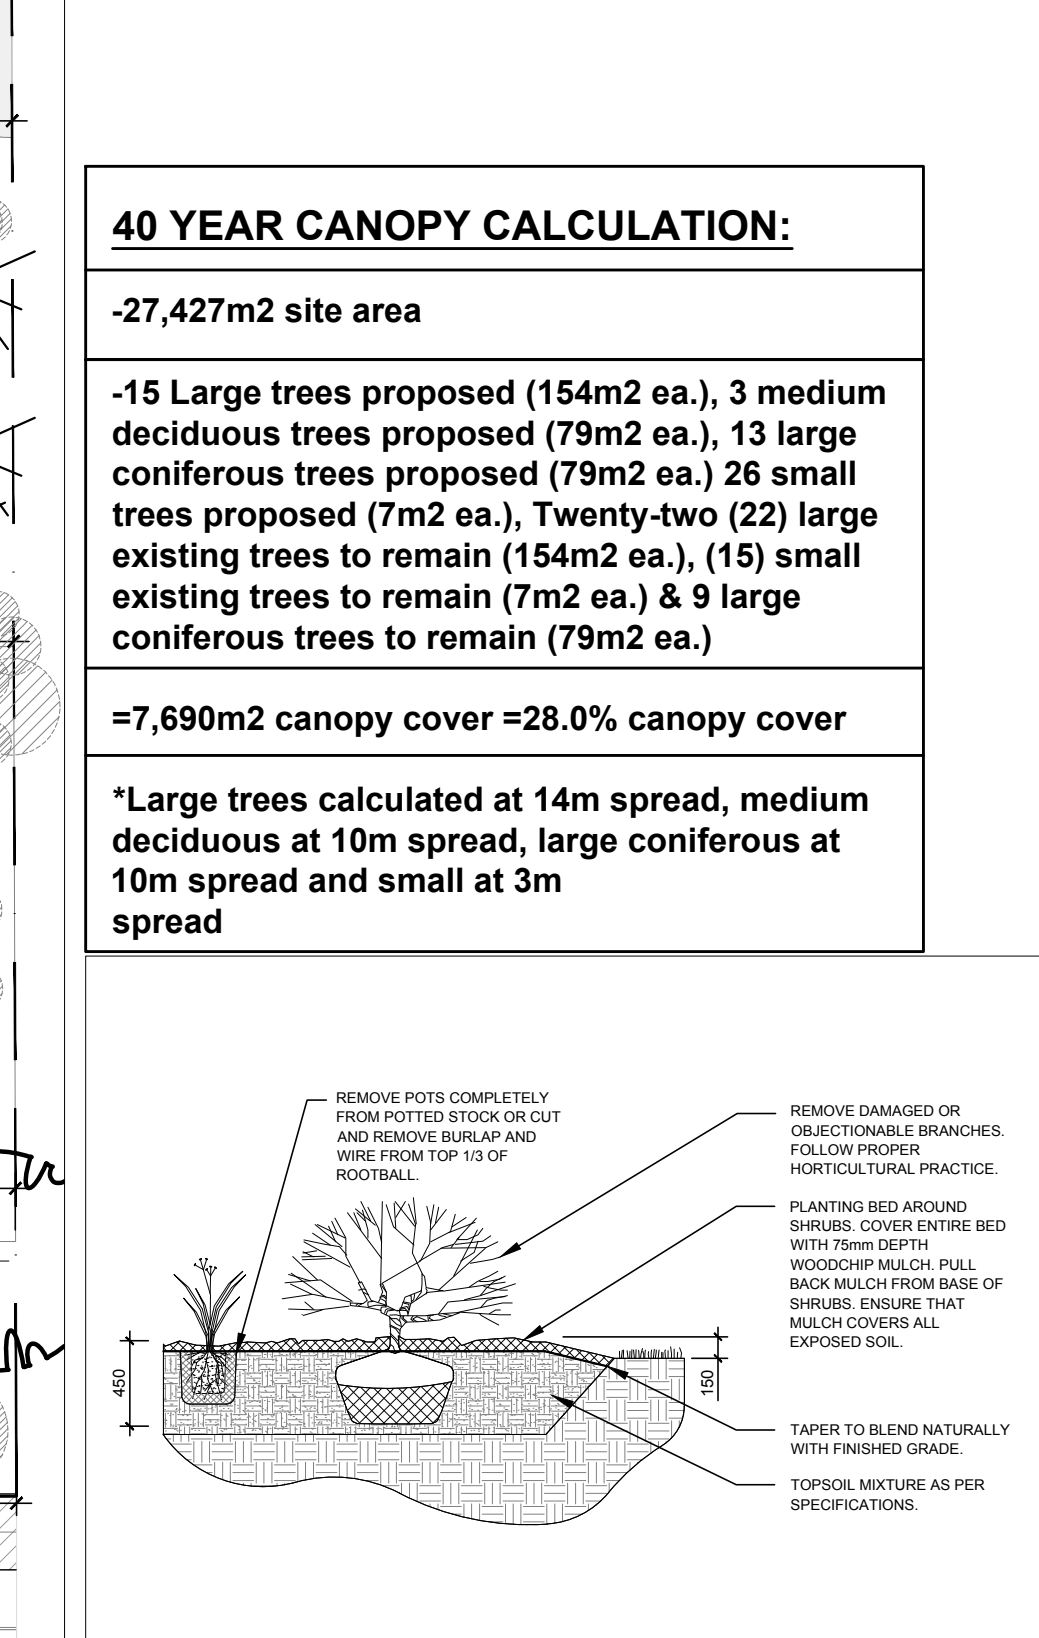 40 YEAR CANOPY CALCULATION:
-27,427m2 site area
-15 Large trees proposed (154m2 ea.), 3 medium
deciduous trees proposed (79m2 ea.), 13 large
coniferous trees proposed (79m2 ea.) 26 small
trees proposed (7m2 ea.), Twenty-two (22) large
existing trees to remain (154m2 ea.), (15) small
existing trees to remain (7m2 ea.) & 9 large
coniferous trees to remain (79m2 ea.)
=7,690m2 canopy cover =28.0% canopy cover
*Large trees calculated at 14m spread, medium
deciduous at 10m spread, large coniferous at
10m spread and small at 3m
spread
REMOVE POTS COMPLETELY
FROM POTTED STOCK OR CUT
AND REMOVE BURLAP AND
WIRE FROM TOP 1/3 OF
ROOTBALL.
REMOVE DAMAGED OR
OBJECTIONABLE BRANCHES.
FOLLOW PROPER
HORTICULTURAL PRACTICE.
PLANTING BED AROUND
SHRUBS. COVER ENTIRE BED
WITH 75mm DEPTH
WOODCHIP MULCH. PULL
BACK MULCH FROM BASE OF
SHRUBS. ENSURE THAT
MULCH COVERS ALL
EXPOSED SOIL.
450
150
TAPER TO BLEND NATURALLY
WITH FINISHED GRADE.
TOPSOIL MIXTURE AS PER
SPECIFICATIONS.